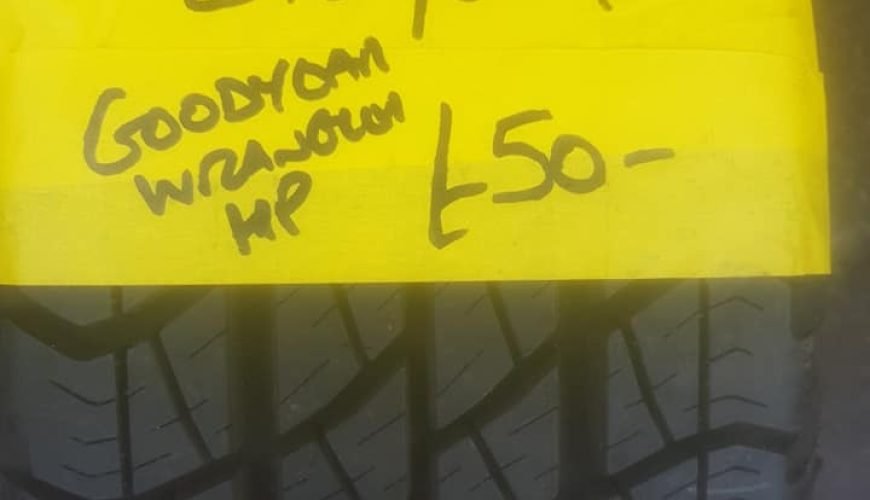 GOODYEAR
WRANGLER
HP
£50-